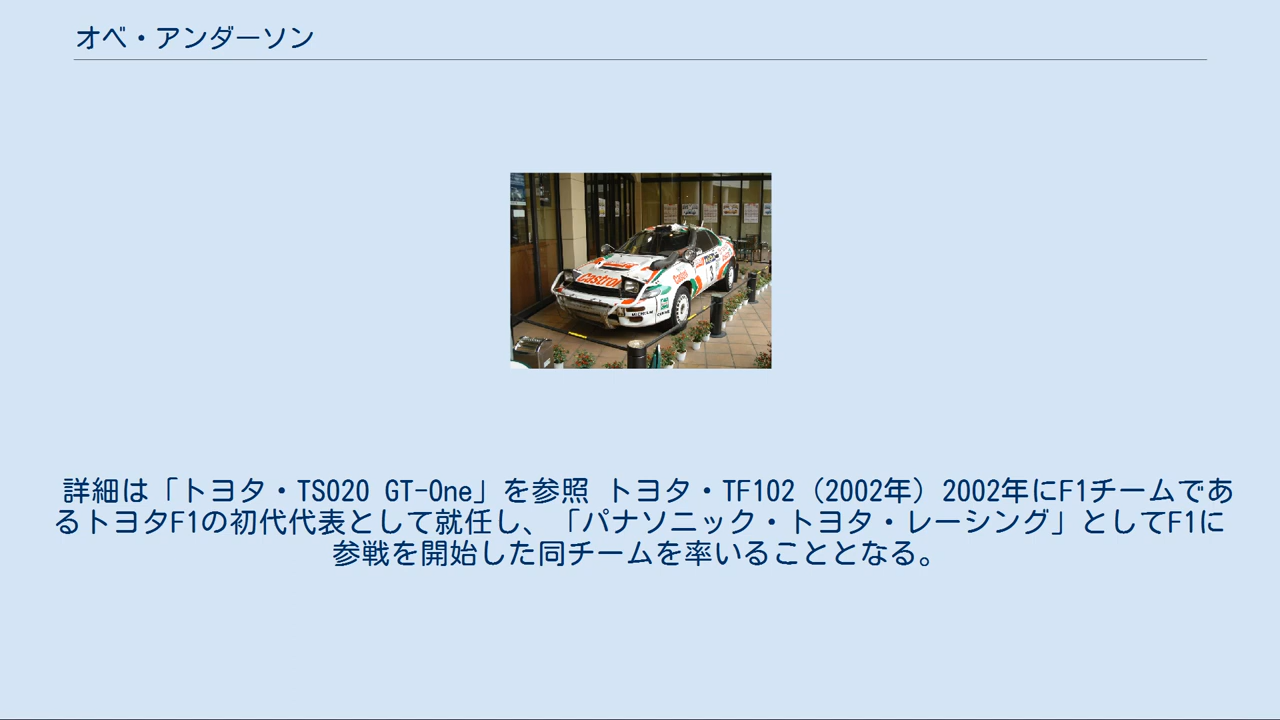 オベ・アンダーソン
Castrol
Castrol
3
MICHELIN
詳細は「トヨタ・TS020 GT-One」を参照 トヨタ・TF102（2002年）2002年にF1チームであ
るトヨタF1の初代代表として就任し、「パナソニック・トヨタ・レーシング」としてF1に
参戦を開始した同チームを率いることとなる。